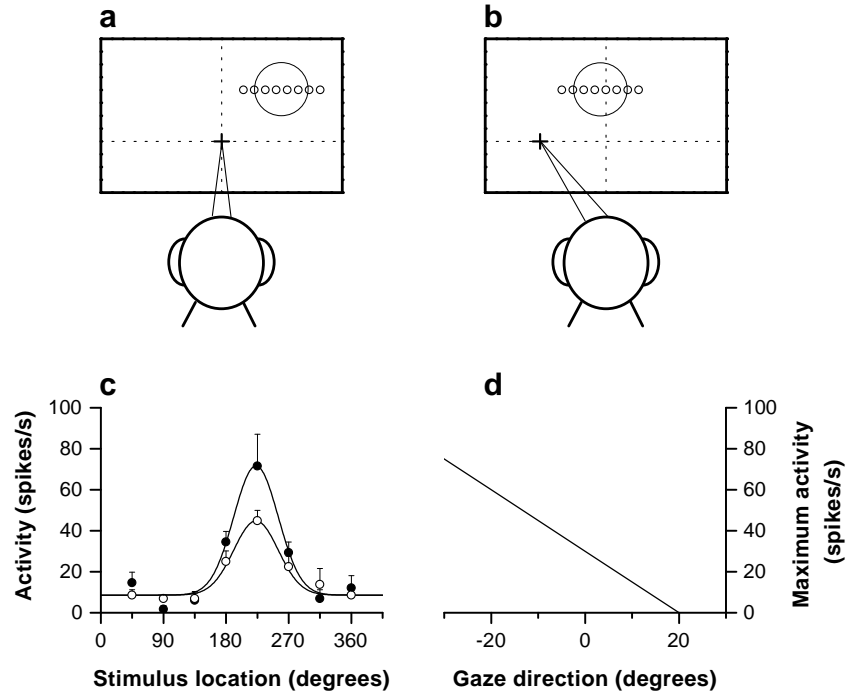 a
b
c
d
100
80
60
40
20
0
Activity (spikes/s)
0 90 180 270 360
Stimulus location (degrees)
100
80
60
40
20
0
Maximum activity
(spikes/s)
-20 0 20
Gaze direction (degrees)